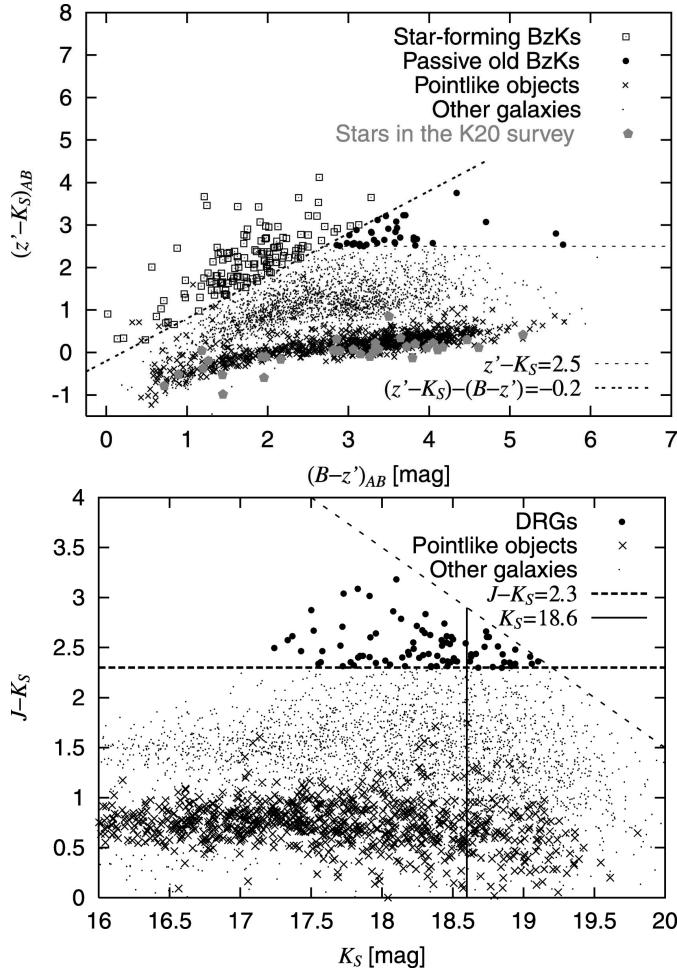 8
7
6
5
4
3
2
1
0
-1
(z'-K_S)_{AB}
Star-forming BzKs
Passive old BzKs
Pointlike objects
Other galaxies
Stars in the K20 survey
z'-K_S=2.5
(z'-K_S)-(B-z')=-0.2
0 1 2 3 4 5 6 7
(B-z')_{AB} [mag]
4
3.5
3
2.5
2
1.5
1
0.5
0
J-K_S
DRGs
Pointlike objects
Other galaxies
J-K_S=2.3
K_S=18.6
16 16.5 17 17.5 18 18.5 19 19.5 20
K_S [mag]